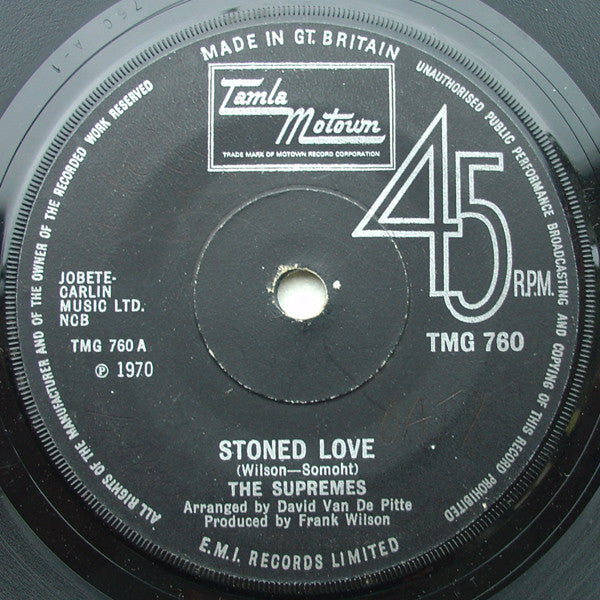 MADE IN GT. BRITAIN
UNAUTHORISED PUBLIC PERFORMANCE BROADCASTING AND COPYING OF THIS RECORD PROHIBITED
ALL RIGHTS OF THE MANUFACTURER AND OF THE OWNER OF THE RECORDED WORK RESERVED
Tamla
Motown
TRADE MARK OF MOTOWN RECORD CORPORATION
45
R.P.M.
JOBETE-
CARLIN
MUSIC LTD.
NCB
TMG 760 A
℗ 1970
TMG 760
STONED LOVE
(Wilson—Somoht)
THE SUPREMES
Arranged by David Van De Pitte
Produced by Frank Wilson
E.M.I. RECORDS LIMITED